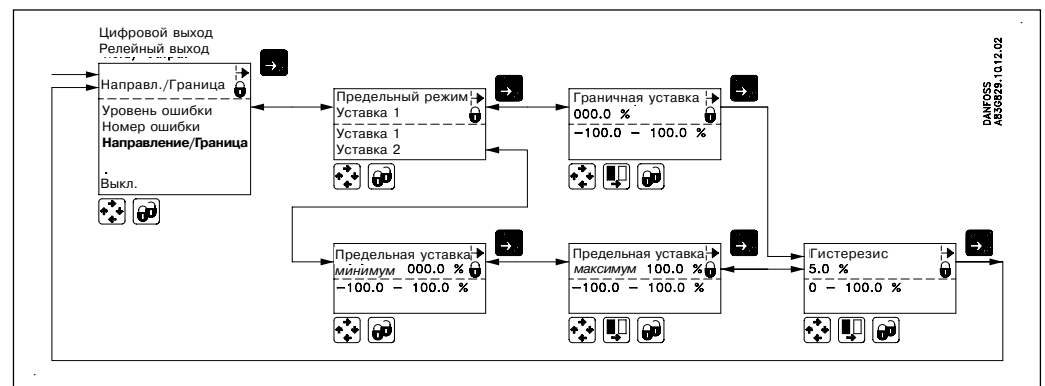 Цифровой выход
Релейный выход
Направл./Граница
Уровень ошибки
Номер ошибки
Направление/Граница
.
Выкл.
Предельный режим
Уставка 1
Уставка 1
Уставка 2
Граничная уставка
000.0 %
-100.0 - 100.0 %
DANFOSS
A83G829.10.12.02
Предельная уставка
минимум 000.0 %
-100.0 - 100.0 %
Предельная уставка
максимум 100.0 %
-100.0 - 100.0 %
Гистерезис
5.0 %
0 - 100.0 %